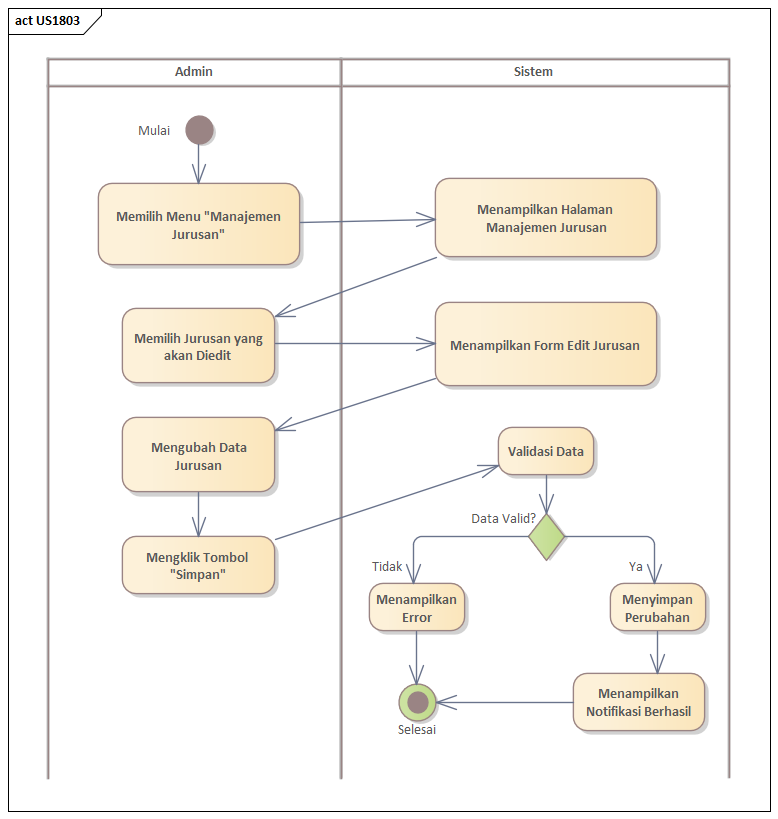 act US1803
Admin
Sistem
Mulai
Memilih Menu "Manajemen
Jurusan"
Menampilkan Halaman
Manajemen Jurusan
Memilih Jurusan yang
akan Diedit
Menampilkan Form Edit Jurusan
Mengubah Data
Jurusan
Validasi Data
Mengklik Tombol
"Simpan"
Data Valid?
Tidak
Ya
Menampilkan
Error
Menyimpan
Perubahan
Menampilkan
Notifikasi Berhasil
Selesai